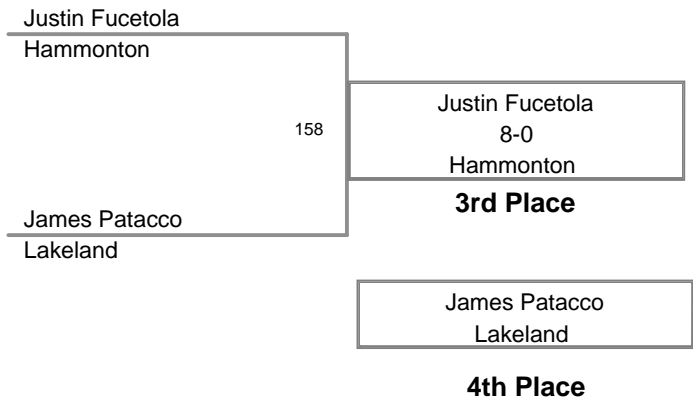 Justin Fucetola
Hammonton
158
Justin Fucetola
8-0
Hammonton
3rd Place
James Patacco
Lakeland
James Patacco
Lakeland
4th Place